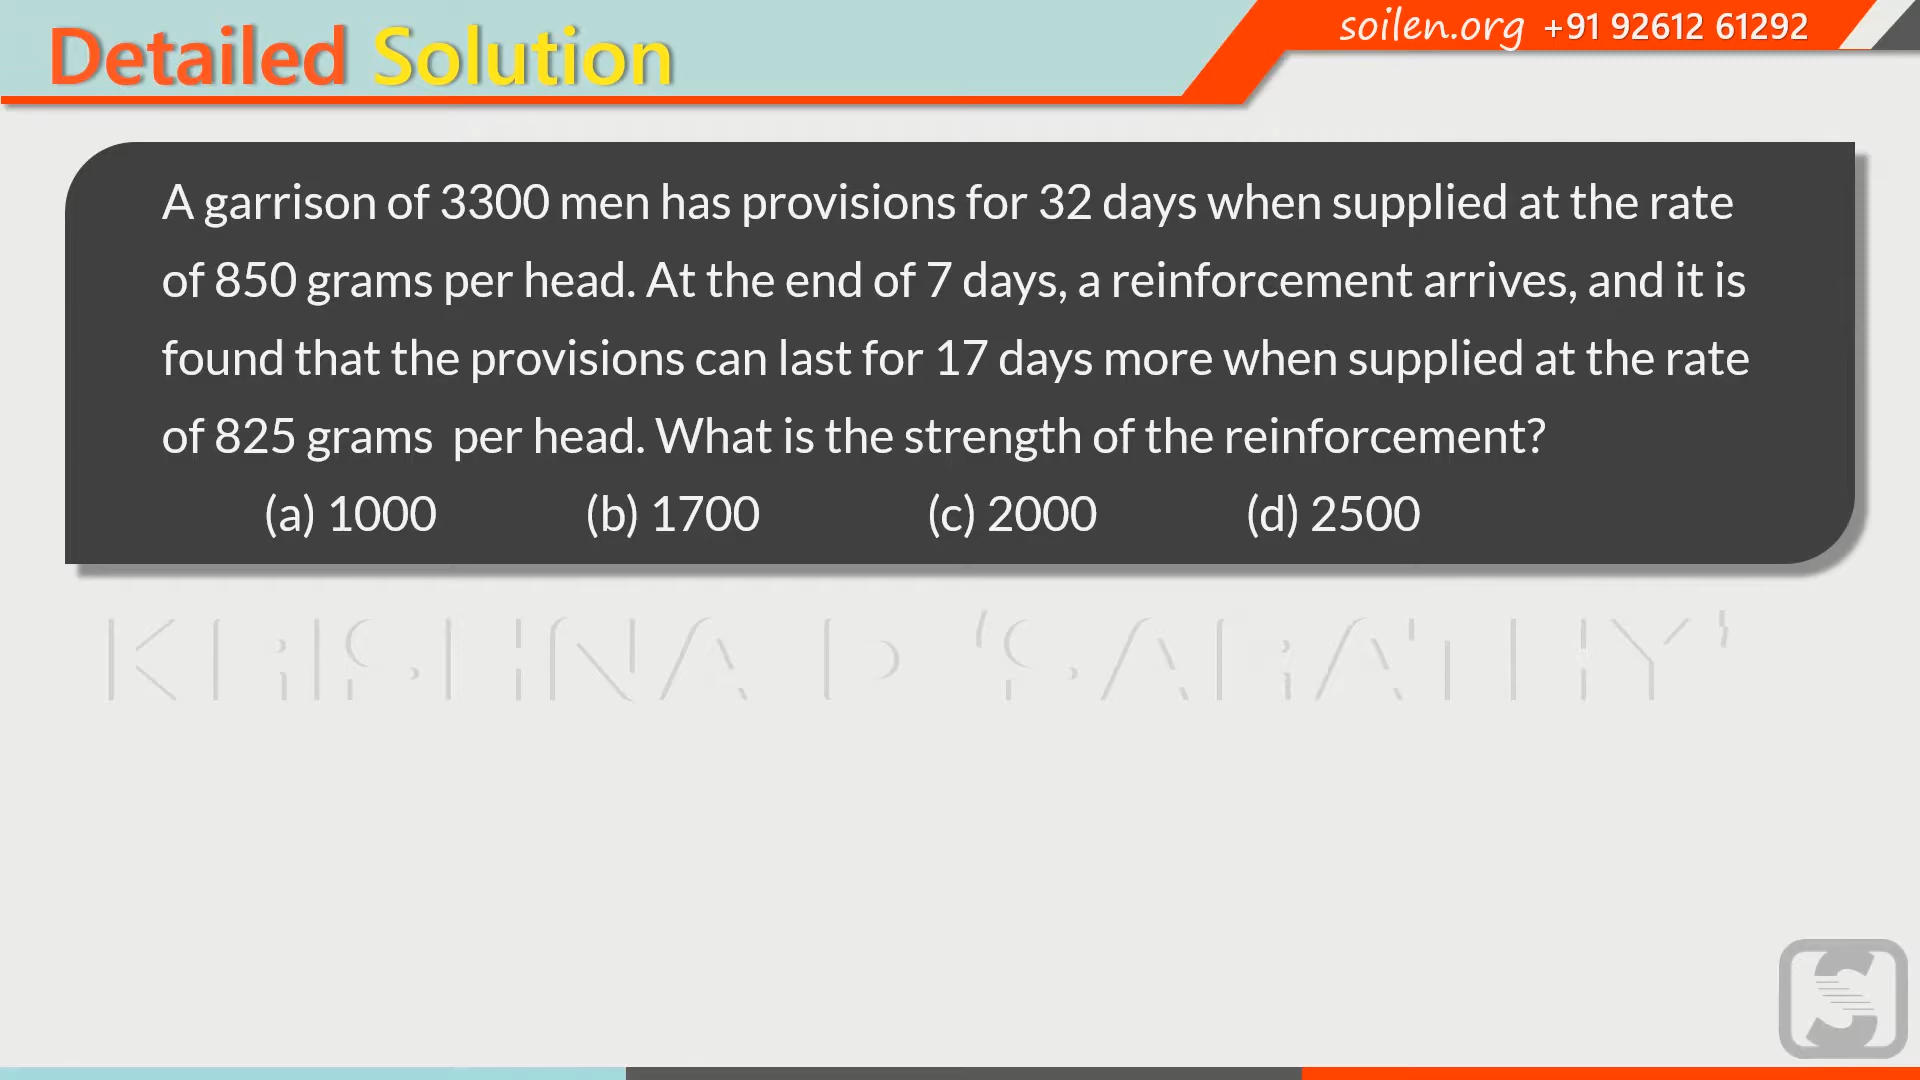 Detailed Solution
soilen.org +91 92612 61292
A garrison of 3300 men has provisions for 32 days when supplied at the rate
of 850 grams per head. At the end of 7 days, a reinforcement arrives, and it is
found that the provisions can last for 17 days more when supplied at the rate
of 825 grams per head. What is the strength of the reinforcement?
(a) 1000 (b) 1700 (c) 2000 (d) 2500
KRISHNA D 'SARATHY'